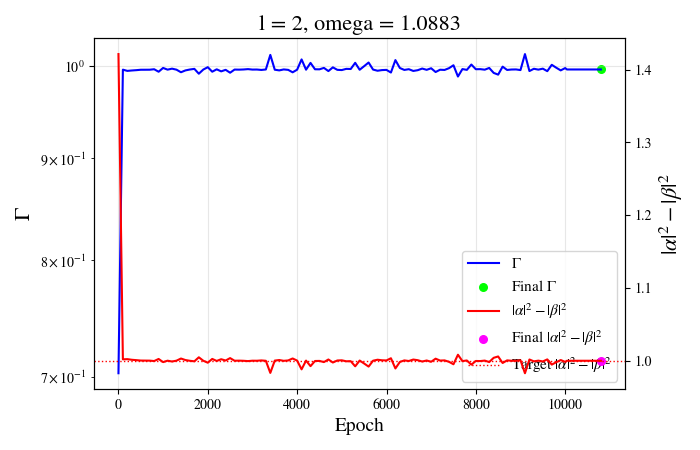 l = 2, omega = 1.0883
10⁰
9 × 10⁻¹
8 × 10⁻¹
7 × 10⁻¹
Γ
1.4
1.3
1.2
1.1
1.0
|α|² − |β|²
Γ
Final Γ
|α|² − |β|²
Final |α|² − |β|²
Target |α|² − |β|²
0
2000
4000
6000
8000
10000
Epoch